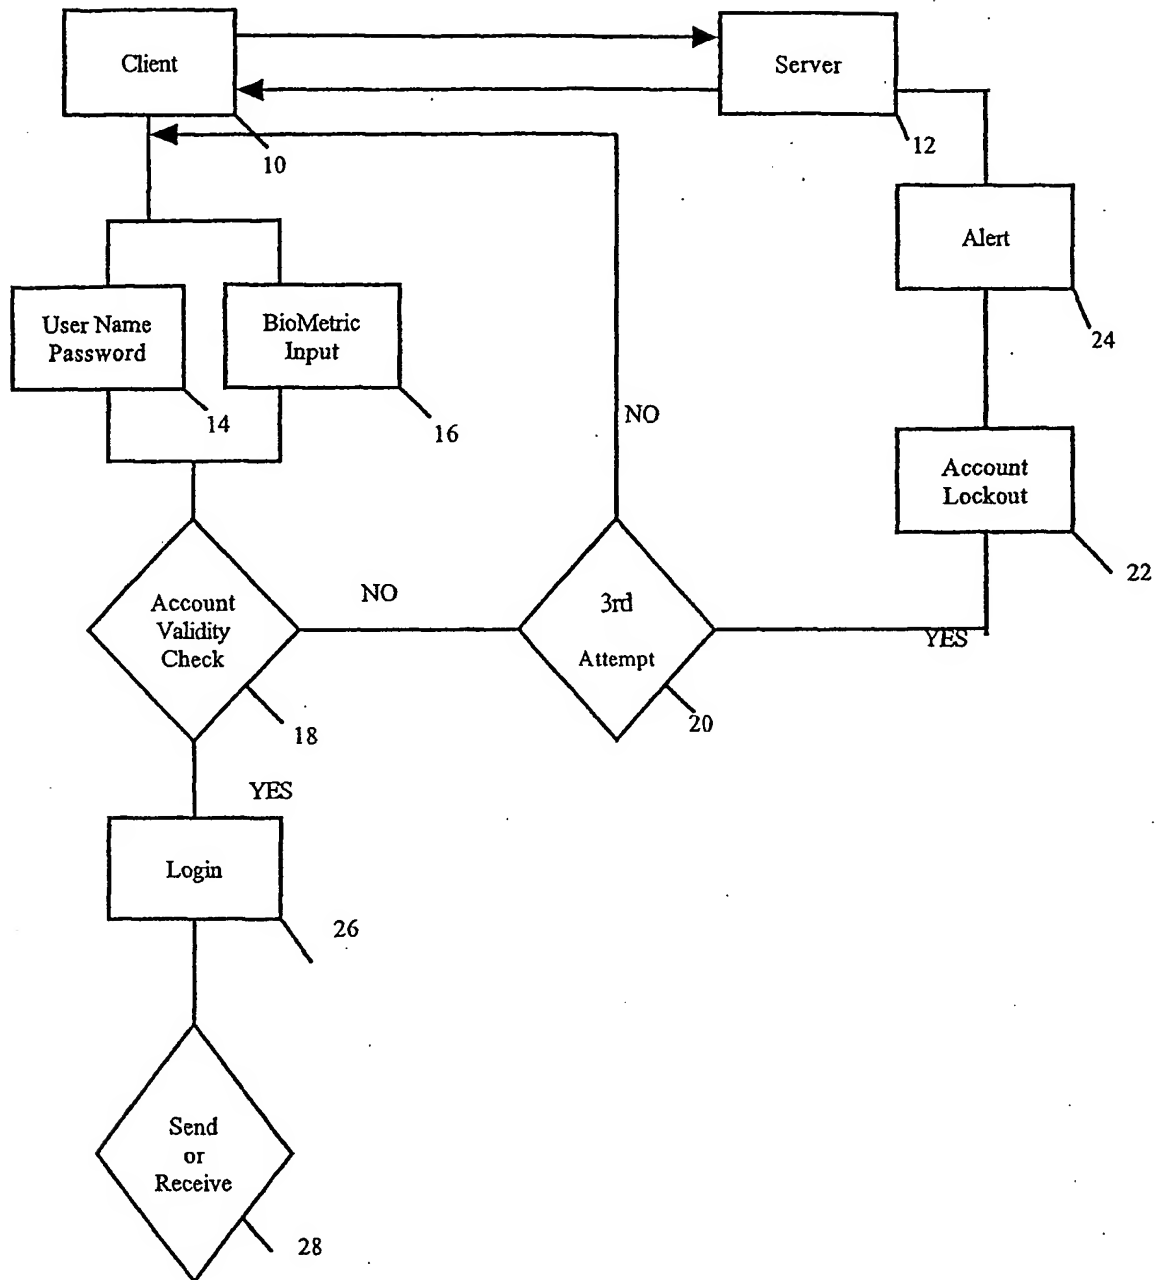 Client
Server
10
12
Alert
24
User Name
Password
14
BioMetric
Input
16
NO
Account
Lockout
22
Account
Validity
Check
18
NO
3rd
Attempt
20
YES
YES
Login
26
Send
or
Receive
28